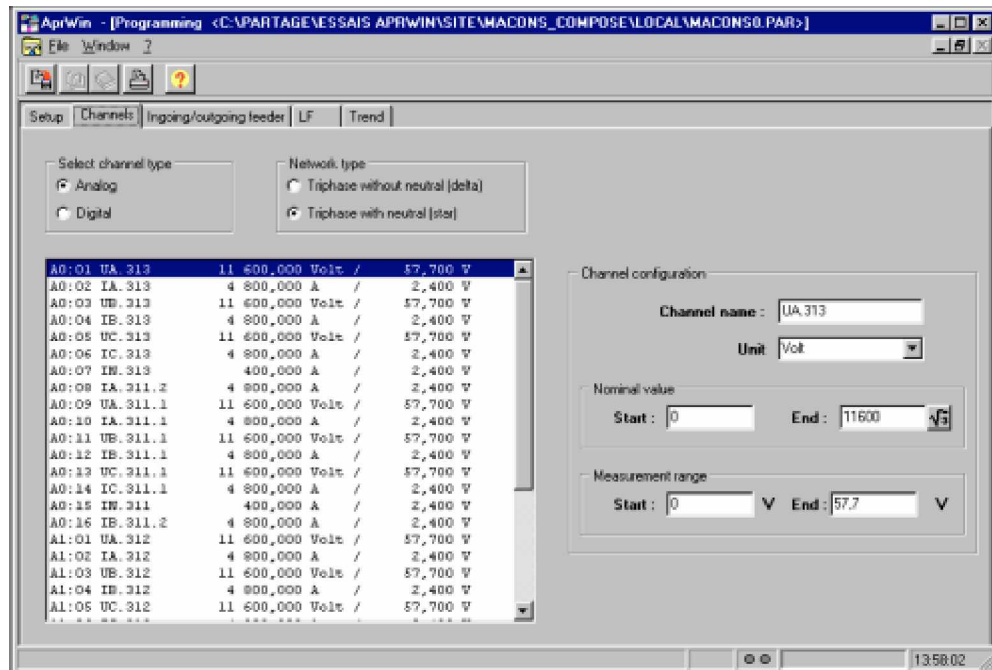 AprWin - [Programming <C:\PARTAGE\ESSAIS APRWIN\SITE\MACONS_COMPOSE\LOCAL\MACONS0.PAR>]
File Window ?
Setup Channels Ingoing/outgoing feeder LF Trend
Select channel type
Analog
Digital
Network type
Triphase without neutral (delta)
Triphase with neutral (star)
A0:01 UA.313 11 600,000 Volt / 57,700 V
A0:02 IA.313 4 800,000 A / 2,400 V
A0:03 UB.313 11 600,000 Volt / 57,700 V
A0:04 IB.313 4 800,000 A / 2,400 V
A0:05 UC.313 11 600,000 Volt / 57,700 V
A0:06 IC.313 4 800,000 A / 2,400 V
A0:07 IN.313 400,000 A / 2,400 V
A0:08 IA.311.2 4 800,000 A / 2,400 V
A0:09 UA.311.1 11 600,000 Volt / 57,700 V
A0:10 IA.311.1 4 800,000 A / 2,400 V
A0:11 UB.311.1 11 600,000 Volt / 57,700 V
A0:12 IB.311.1 4 800,000 A / 2,400 V
A0:13 UC.311.1 11 600,000 Volt / 57,700 V
A0:14 IC.311.1 4 800,000 A / 2,400 V
A0:15 IN.311 400,000 A / 2,400 V
A0:16 IB.311.2 4 800,000 A / 2,400 V
A1:01 UA.312 11 600,000 Volt / 57,700 V
A1:02 IA.312 4 800,000 A / 2,400 V
A1:03 UB.312 11 600,000 Volt / 57,700 V
A1:04 IB.312 4 800,000 A / 2,400 V
A1:05 UC.312 11 600,000 Volt / 57,700 V
Channel configuration
Channel name : UA.313
Unit Volt
Nominal value
Start : 0 End : 11600 √3
Measurement range
Start : 0 V End : 57,7 V
13:58:02